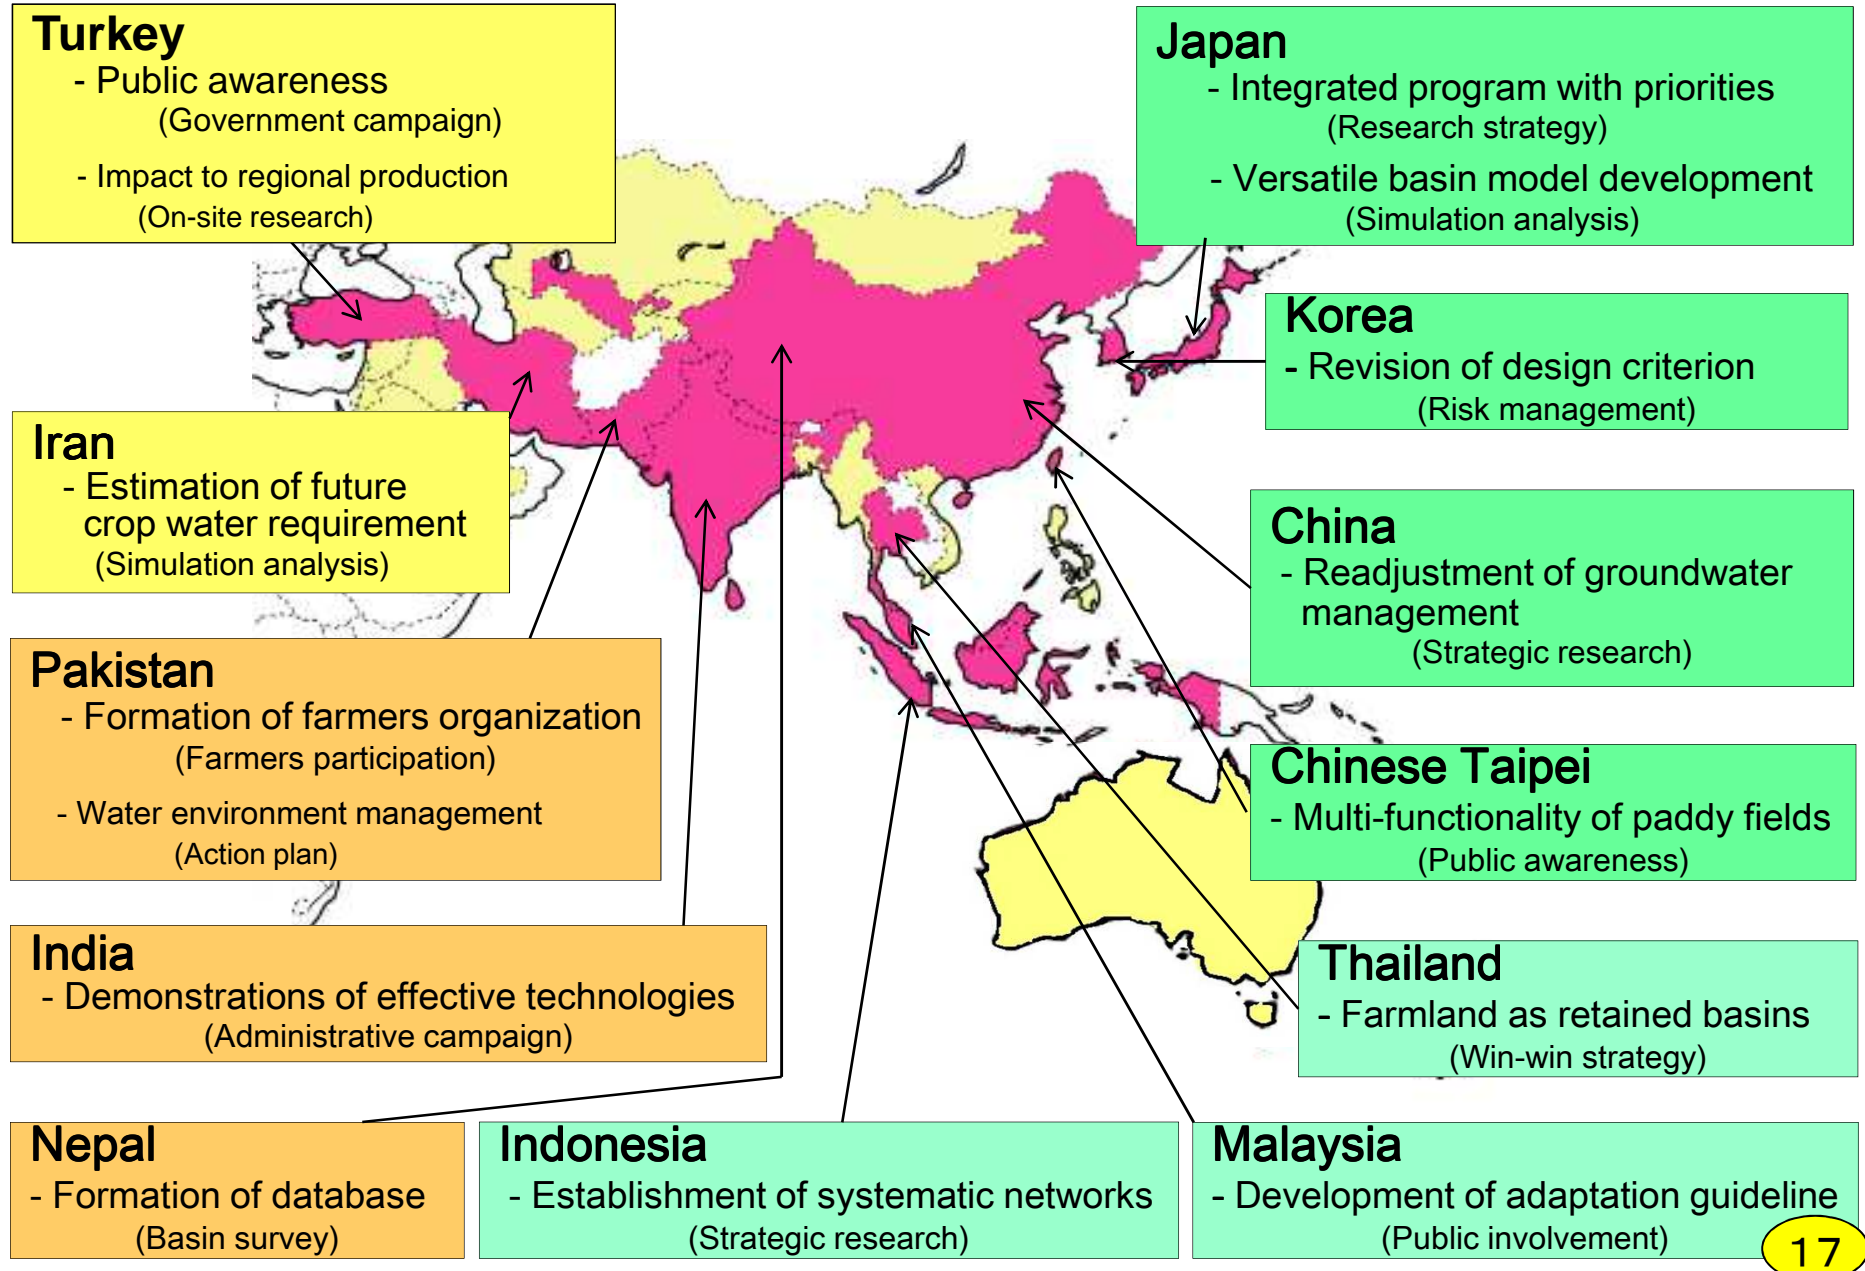 Turkey
- Public awareness
(Government campaign)
- Impact to regional production
(On-site research)
Japan
- Integrated program with priorities
(Research strategy)
- Versatile basin model development
(Simulation analysis)
Korea
- Revision of design criterion
(Risk management)
Iran
- Estimation of future
crop water requirement
(Simulation analysis)
China
- Readjustment of groundwater
management
(Strategic research)
Pakistan
- Formation of farmers organization
(Farmers participation)
- Water environment management
(Action plan)
Chinese Taipei
- Multi-functionality of paddy fields
(Public awareness)
India
- Demonstrations of effective technologies
(Administrative campaign)
Thailand
- Farmland as retained basins
(Win-win strategy)
Nepal
- Formation of database
(Basin survey)
Indonesia
- Establishment of systematic networks
(Strategic research)
Malaysia
- Development of adaptation guideline
(Public involvement)
17